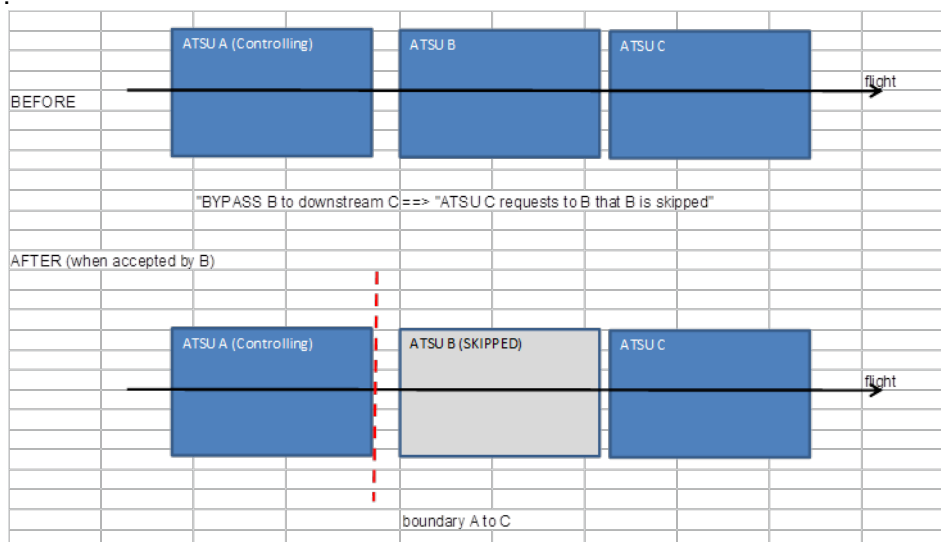 .
ATSU A (Controlling) ATSU B ATSU C
flight
BEFORE
"BYPASS B to downstream C ==> "ATSU C requests to B that B is skipped"
AFTER (when accepted by B)
ATSU A (Controlling) ATSU B (SKIPPED) ATSU C
flight
boundary A to C